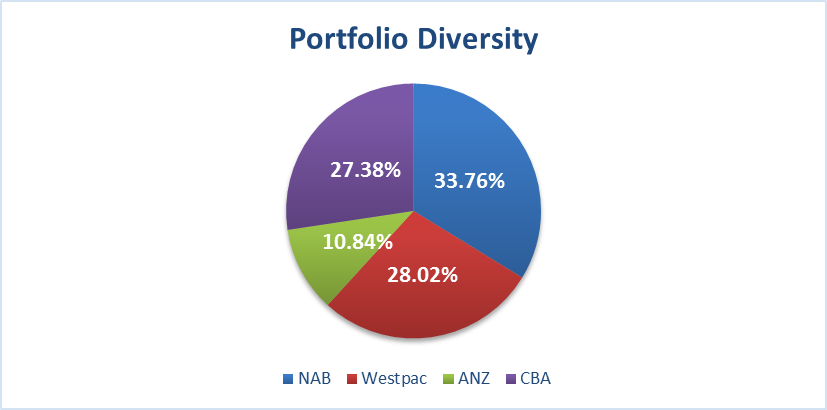 Portfolio Diversity
27.38%
33.76%
10.84%
28.02%
NAB Westpac ANZ CBA